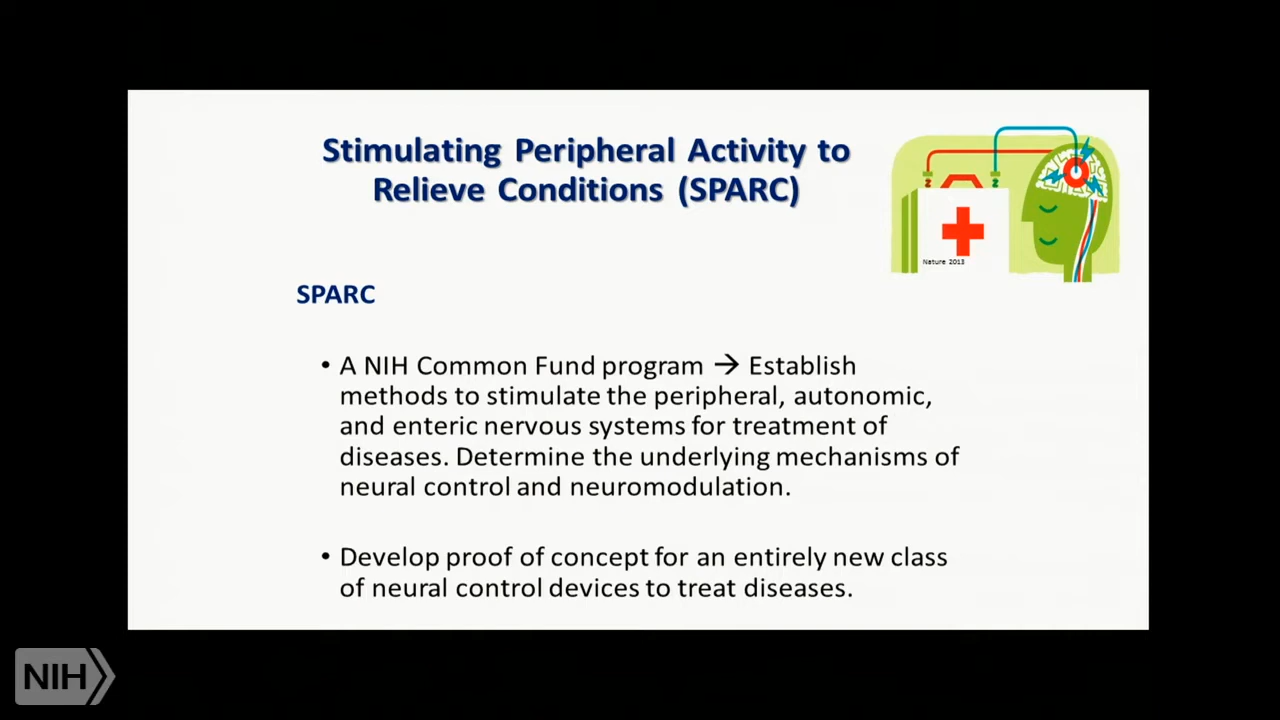 Stimulating Peripheral Activity to
Relieve Conditions (SPARC)
Nature 2013
SPARC
• A NIH Common Fund program → Establish
methods to stimulate the peripheral, autonomic,
and enteric nervous systems for treatment of
diseases. Determine the underlying mechanisms of
neural control and neuromodulation.
• Develop proof of concept for an entirely new class
of neural control devices to treat diseases.
NIH